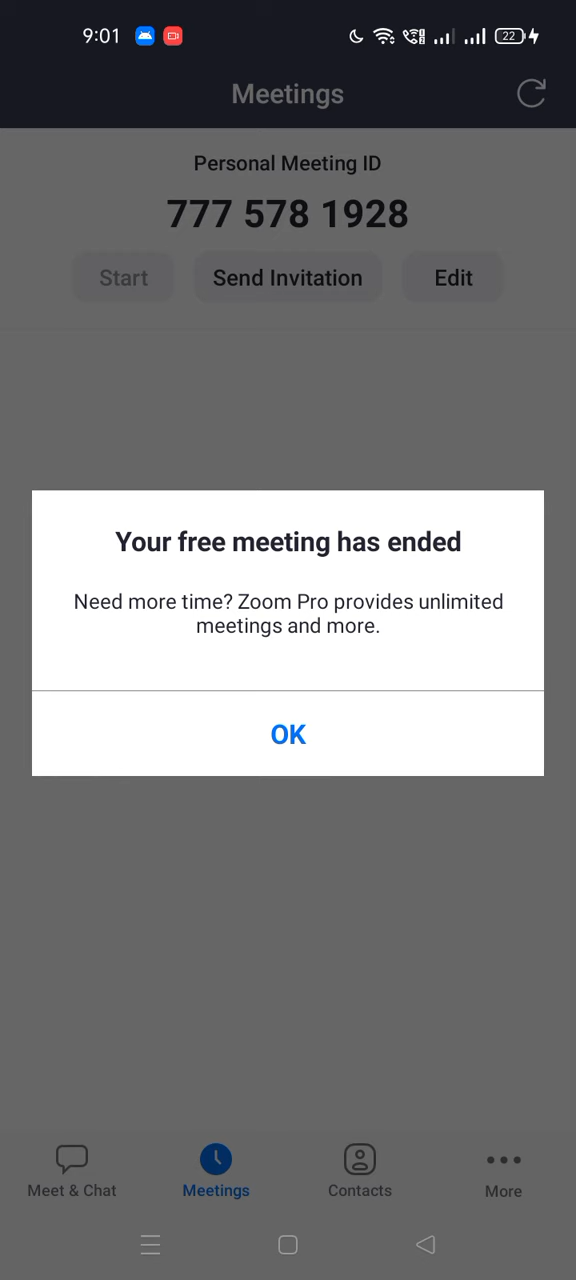 9:01
22
Meetings
Personal Meeting ID
777 578 1928
Start
Send Invitation
Edit
Your free meeting has ended
Need more time? Zoom Pro provides unlimited
meetings and more.
OK
Meet & Chat
Meetings
Contacts
More